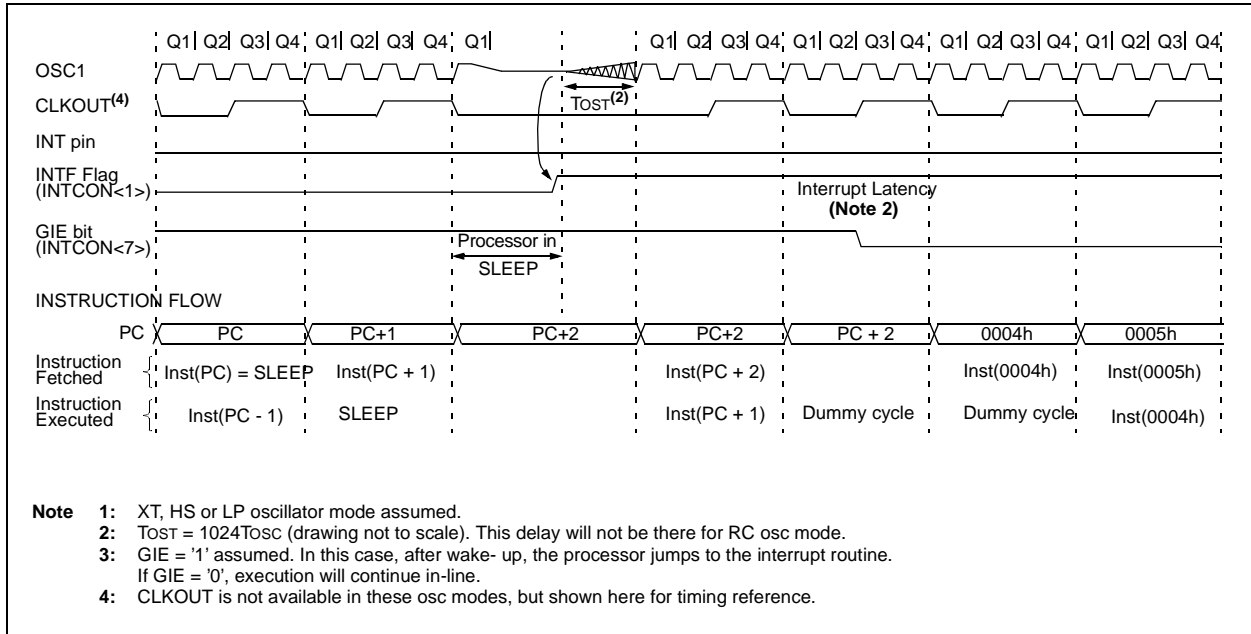 Q1 Q2 Q3 Q4 Q1 Q2 Q3 Q4 Q1 Q1 Q2 Q3 Q4 Q1 Q2 Q3 Q4 Q1 Q2 Q3 Q4 Q1 Q2 Q3 Q4
OSC1
CLKOUT(4)
TOST(2)
INT pin
INTF Flag
(INTCON<1>)
Interrupt Latency
(Note 2)
GIE bit
(INTCON<7>)
Processor in
SLEEP
INSTRUCTION FLOW
PC PC PC+1 PC+2 PC+2 PC + 2 0004h 0005h
Instruction
Fetched
Inst(PC) = SLEEP Inst(PC + 1) Inst(PC + 2) Inst(0004h) Inst(0005h)
Instruction
Executed
Inst(PC - 1) SLEEP Inst(PC + 1) Dummy cycle Dummy cycle Inst(0004h)
Note 1: XT, HS or LP oscillator mode assumed.
2: TOST = 1024TOSC (drawing not to scale). This delay will not be there for RC osc mode.
3: GIE = '1' assumed. In this case, after wake- up, the processor jumps to the interrupt routine.
If GIE = '0', execution will continue in-line.
4: CLKOUT is not available in these osc modes, but shown here for timing reference.